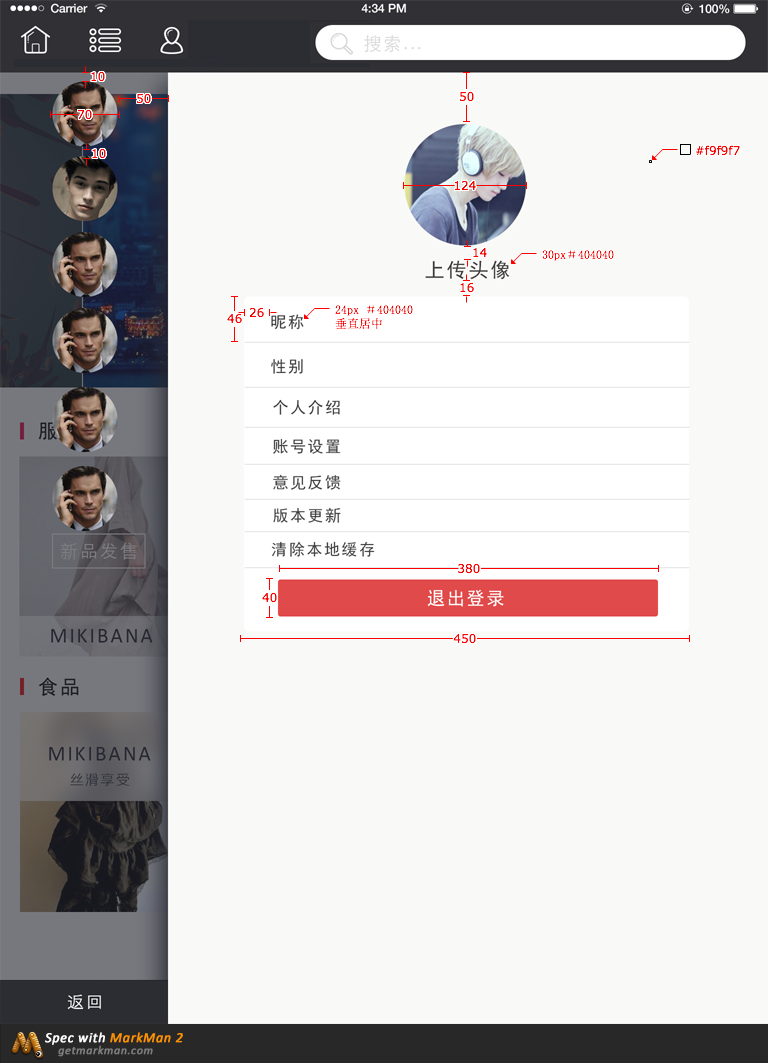 Carrier
4:34 PM
100%
搜索...
10
50
70
10
50
#f9f9f7
124
14
30px #404040
上传头像
16
46
26
24px #404040
垂直居中
昵称
性别
个人介绍
账号设置
意见反馈
版本更新
清除本地缓存
380
40
退出登录
450
服
新品发售
MIKIBANA
食品
MIKIBANA
丝滑享受
返回
Spec with MarkMan 2
getmarkman.com